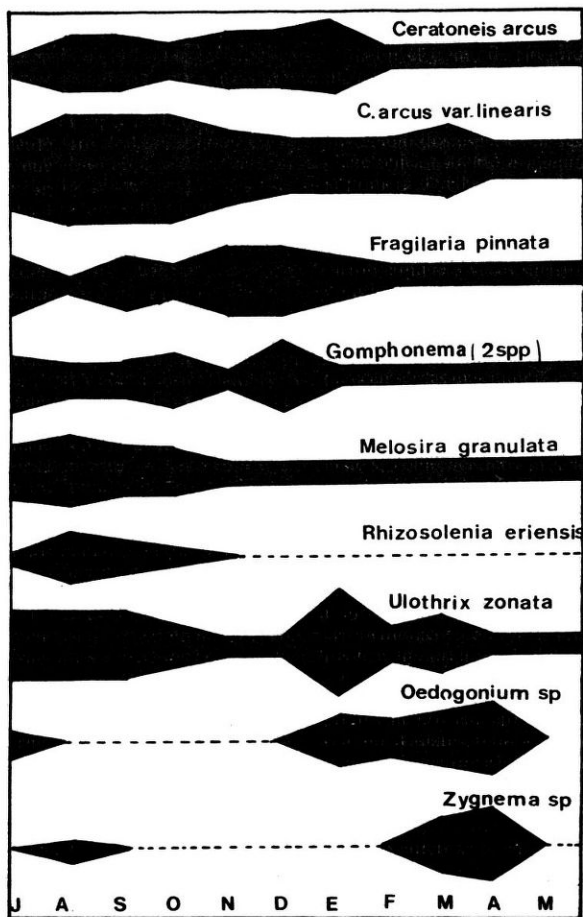 Ceratoneis arcus
C.arcus var.linearis
Fragilaria pinnata
Gomphonema (2spp)
Melosira granulata
Rhizosolenia eriensis
Ulothrix zonata
Oedogonium sp
Zygnema sp
J A S O N D E F M A M